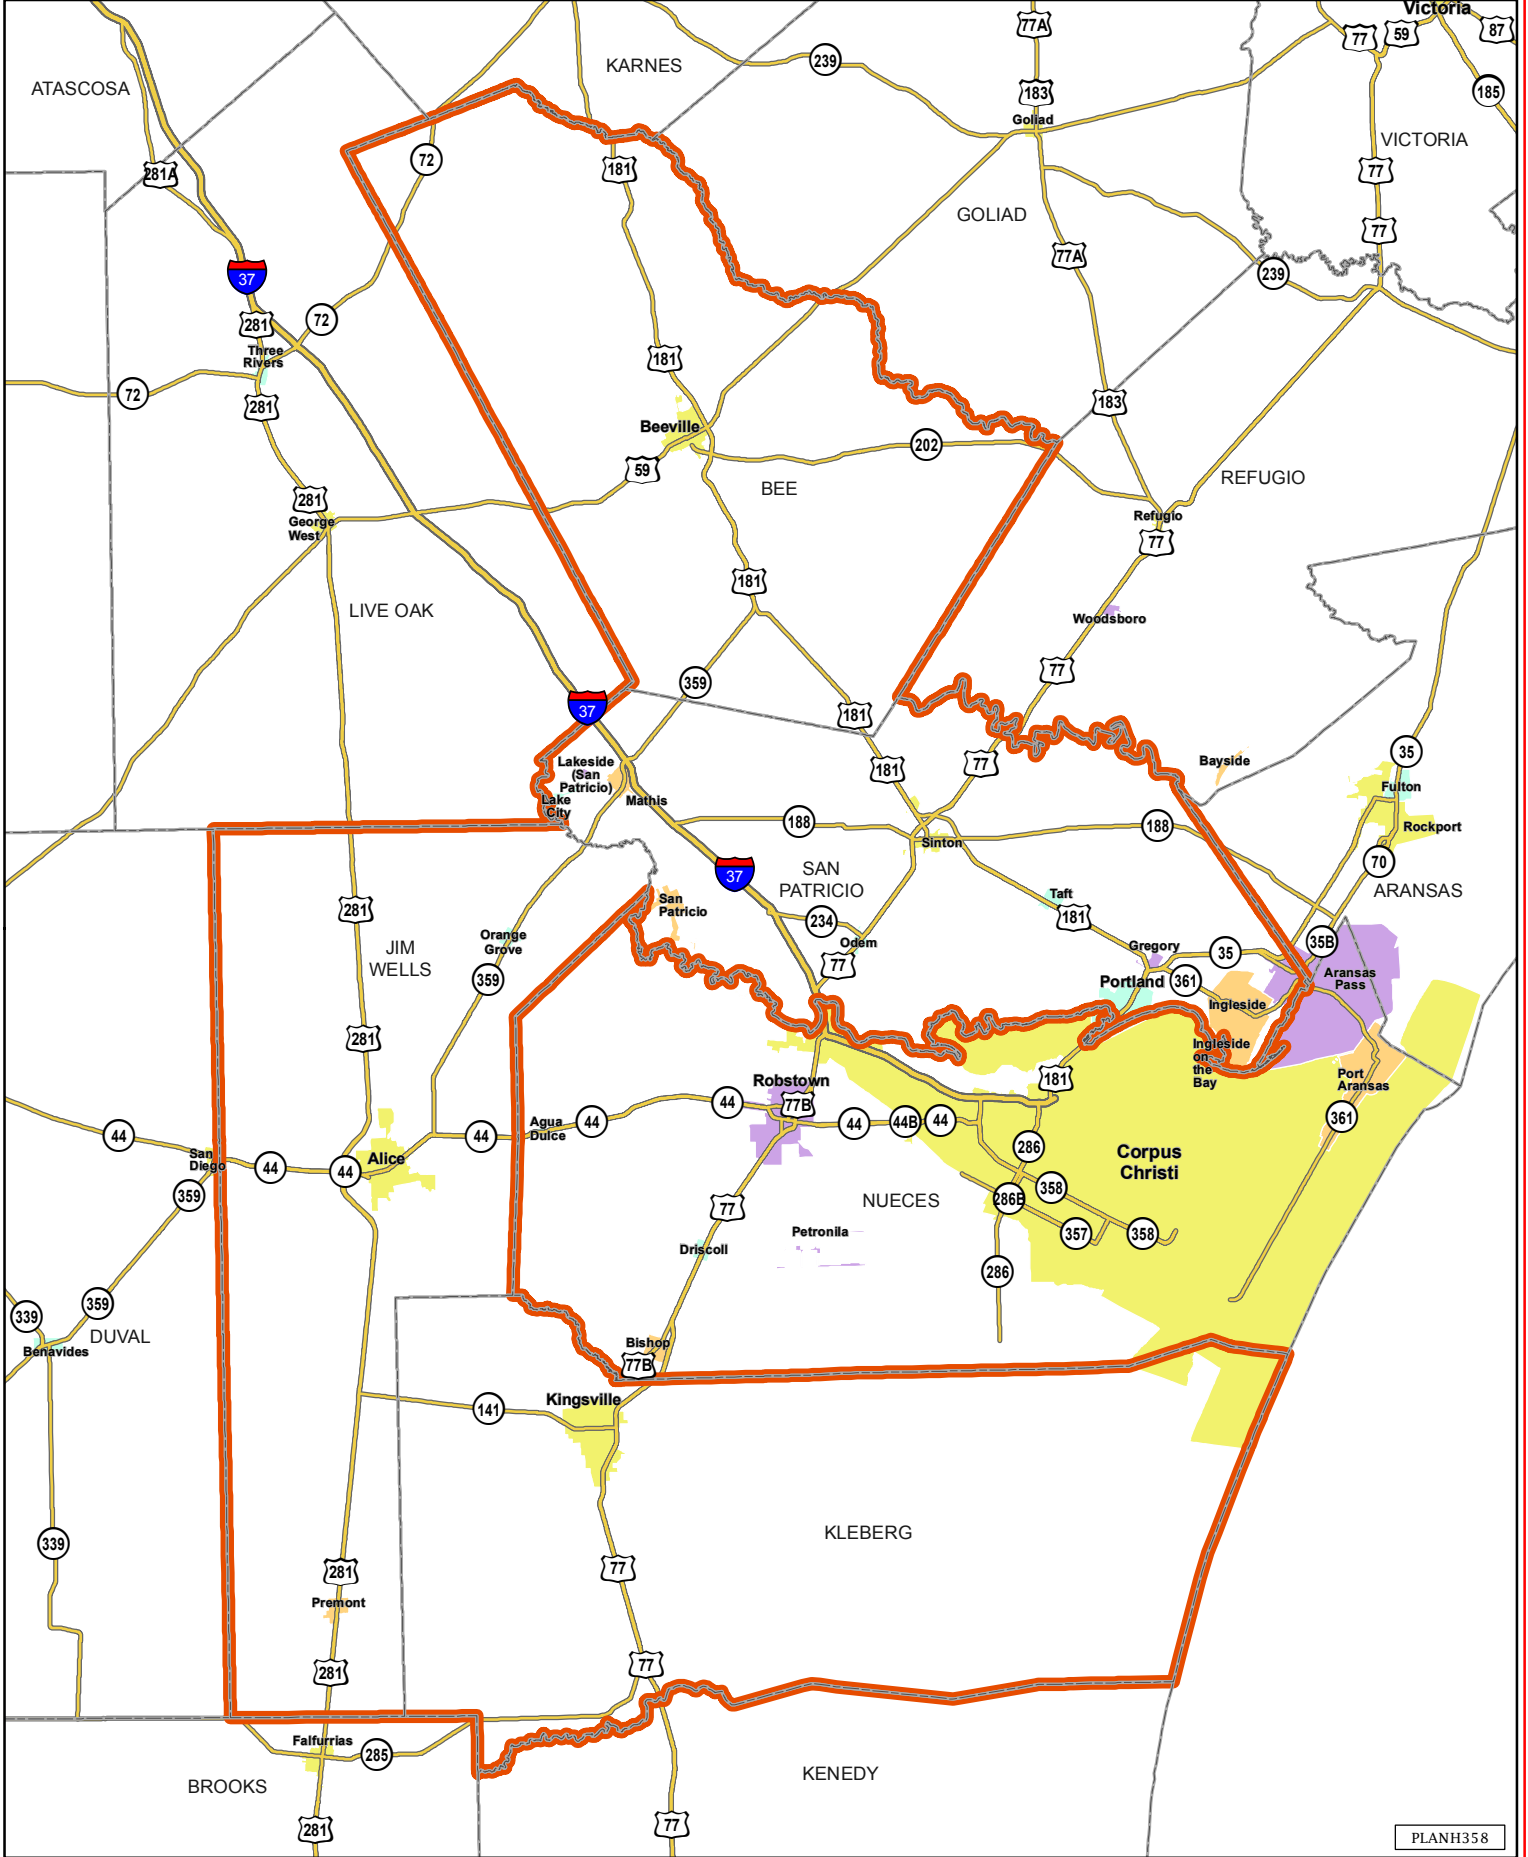 Victoria
77A
77
59
87
KARNES
239
ATASCOSA
183
185
Goliad
VICTORIA
72
181
281A
77
GOLIAD
77
77A
239
37
72
281
Three
Rivers
181
72
281
183
Beeville
202
59
BEE
REFUGIO
281
George
West
Refugio
77
181
LIVE OAK
Woodsboro
77
359
37
181
35
77
Bayside
Lakeside
(San
Patricio)
181
Fulton
Lake
City
Mathis
188
188
Rockport
Sinton
70
SAN
PATRICIO
37
ARANSAS
281
San
Patricio
Taft
181
234
Orange
Grove
JIM
WELLS
Odem
Gregory
35
35B
77
359
Portland
361
Aransas
Pass
Ingleside
281
Ingleside
on
the
Bay
Robstown
181
Port
Aransas
77B
44
44
Agua
Dulce
44
44B
44
361
44
44
286
Corpus
Christi
San
Diego
44
44
Alice
359
286B
358
NUECES
77
Petronila
357
358
Driscoll
286
339
359
DUVAL
Benavides
Bishop
77B
Kingsville
141
KLEBERG
339
77
281
Premont
281
77
Falfurrias
285
BROOKS
KENEDY
281
77
PLANH358